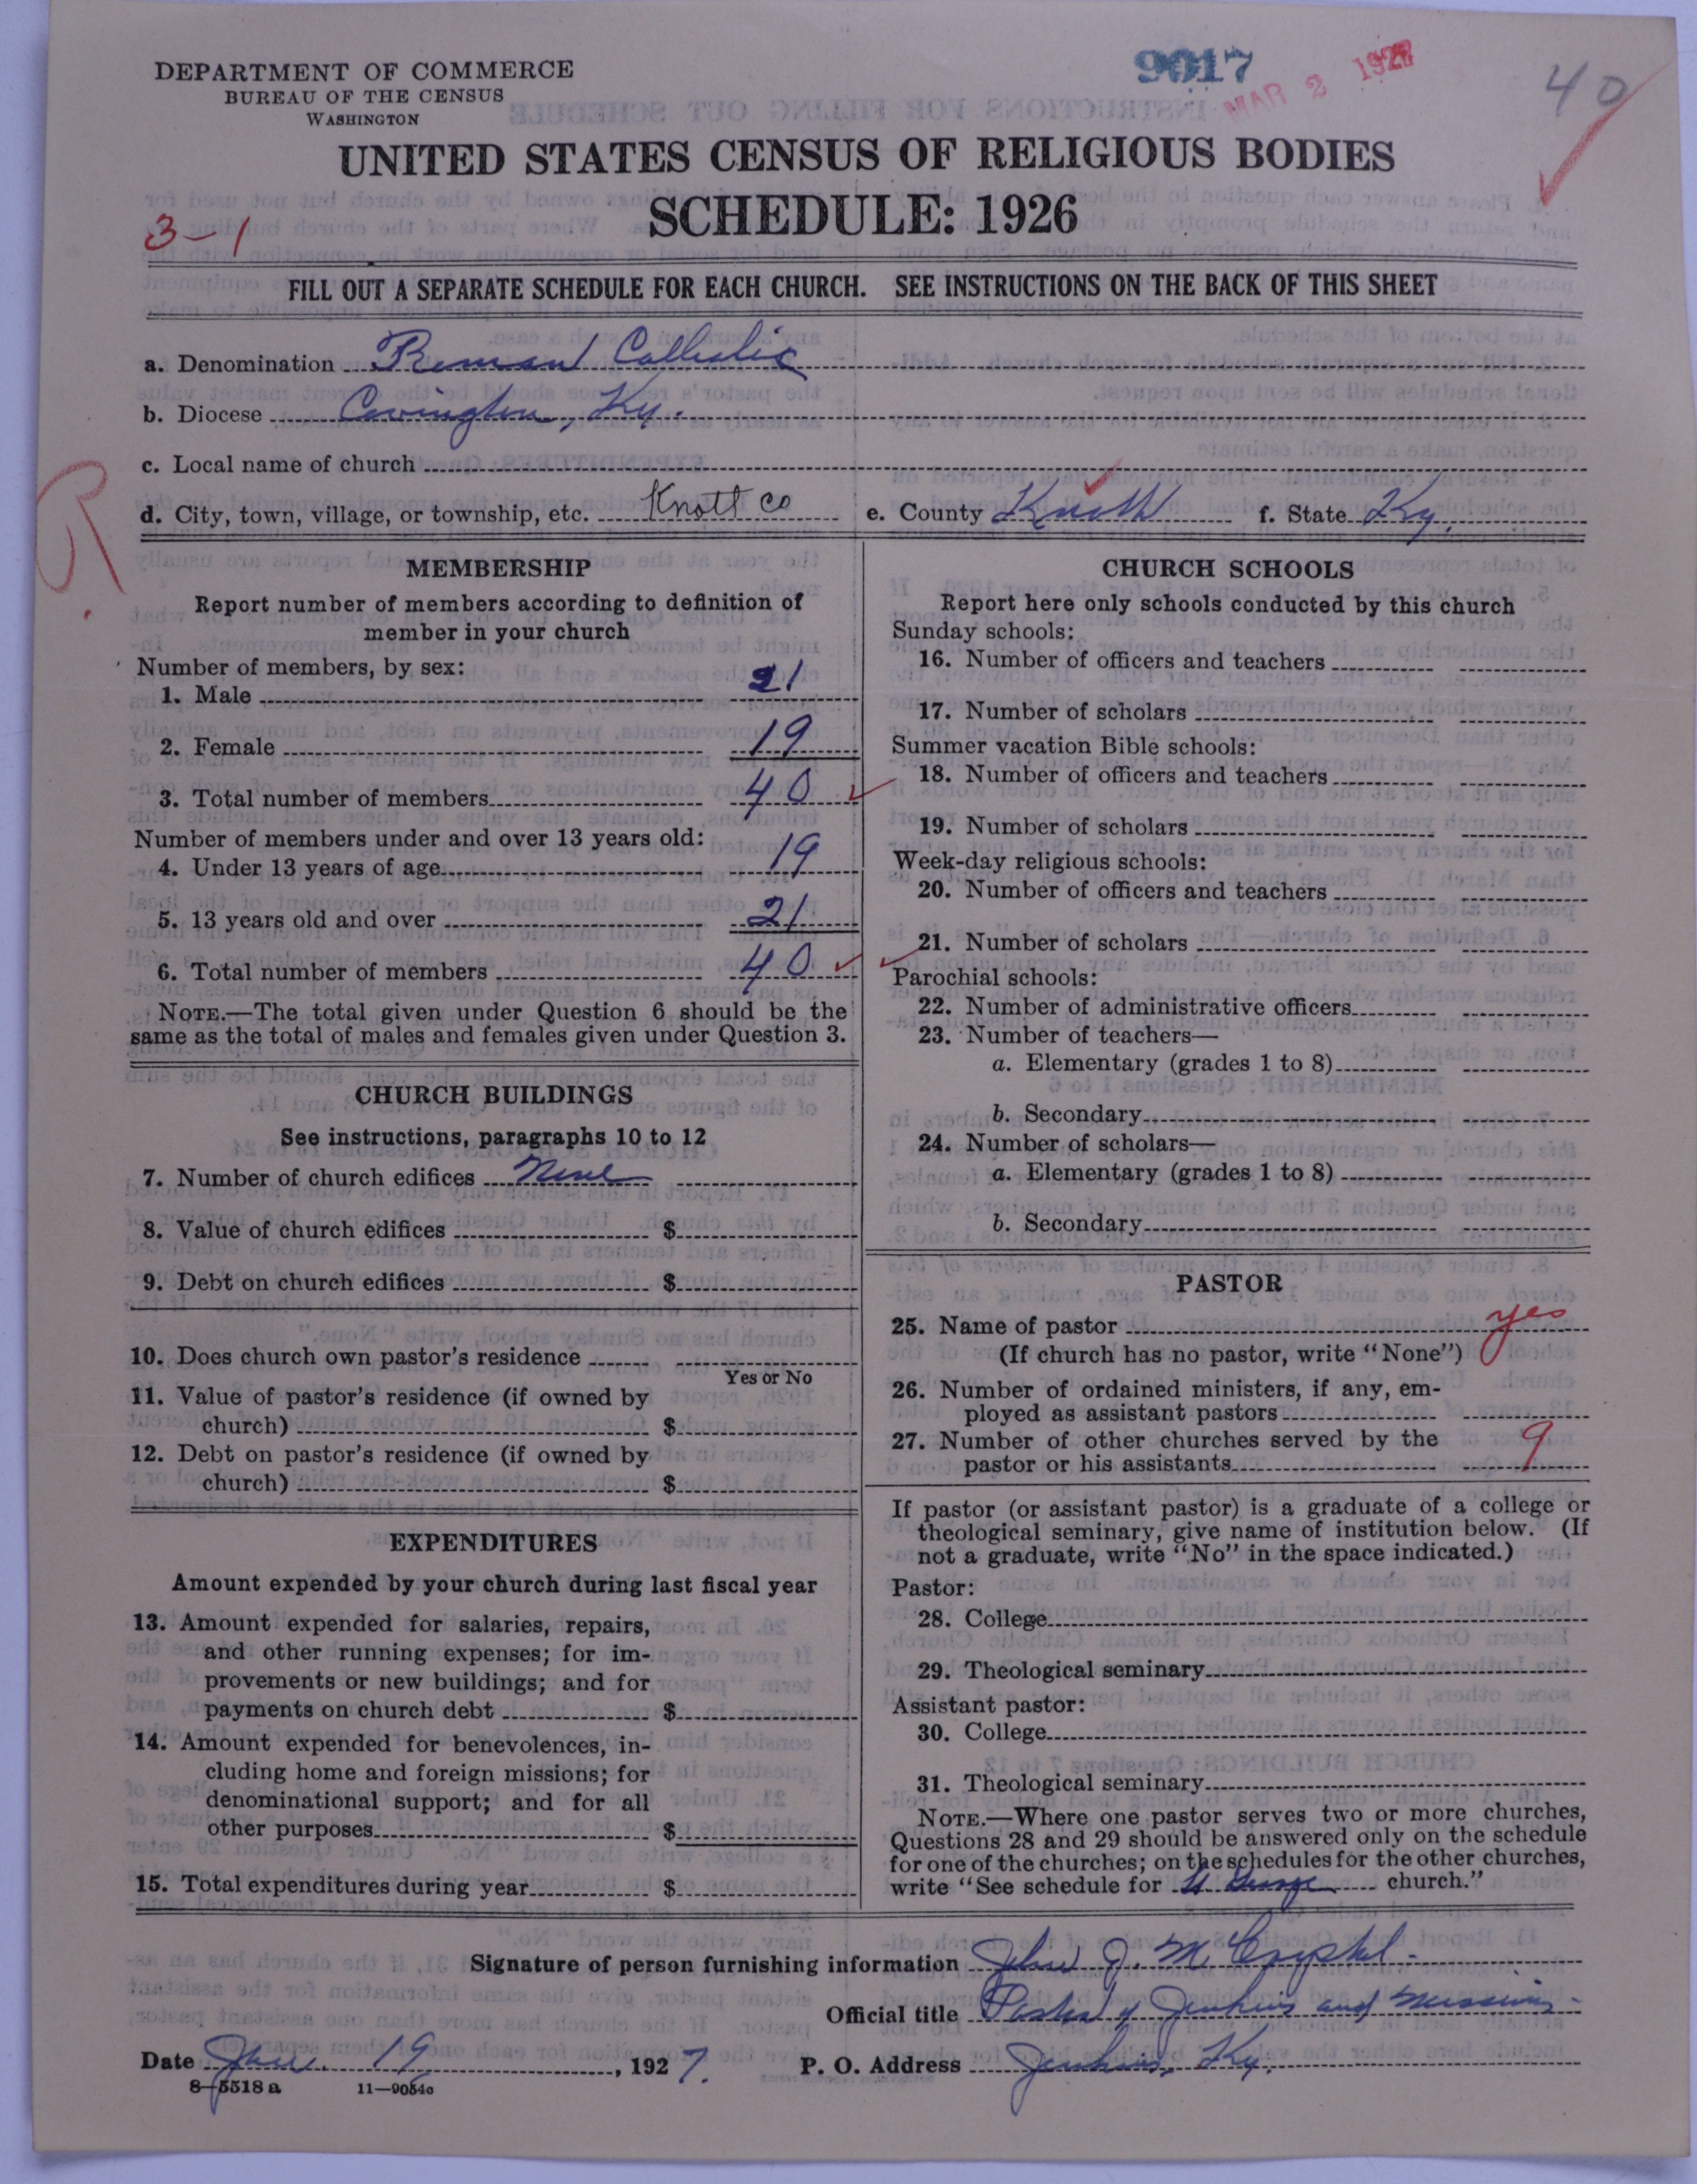 DEPARTMENT OF COMMERCE
BUREAU OF THE CENSUS
WASHINGTON
9017
MAR 2 1927
40
UNITED STATES CENSUS OF RELIGIOUS BODIES
SCHEDULE: 1926
3-1
FILL OUT A SEPARATE SCHEDULE FOR EACH CHURCH. SEE INSTRUCTIONS ON THE BACK OF THIS SHEET
a. Denomination Roman Catholic
b. Diocese Covington, Ky.
c. Local name of church
R.
d. City, town, village, or township, etc. Knott Co e. County Knott f. State Ky.
MEMBERSHIP
Report number of members according to definition of
member in your church
Number of members, by sex:
1. Male 21
2. Female 19
3. Total number of members 40
Number of members under and over 13 years old:
4. Under 13 years of age 19
5. 13 years old and over 21
6. Total number of members 40
NOTE.—The total given under Question 6 should be the
same as the total of males and females given under Question 3.
CHURCH BUILDINGS
See instructions, paragraphs 10 to 12
7. Number of church edifices None
8. Value of church edifices $
9. Debt on church edifices $
10. Does church own pastor's residence
Yes or No
11. Value of pastor's residence (if owned by
church) $
12. Debt on pastor's residence (if owned by
church) $
EXPENDITURES
Amount expended by your church during last fiscal year
13. Amount expended for salaries, repairs,
and other running expenses; for im-
provements or new buildings; and for
payments on church debt $
14. Amount expended for benevolences, in-
cluding home and foreign missions; for
denominational support; and for all
other purposes $
15. Total expenditures during year $
CHURCH SCHOOLS
Report here only schools conducted by this church
Sunday schools:
16. Number of officers and teachers
17. Number of scholars
Summer vacation Bible schools:
18. Number of officers and teachers
19. Number of scholars
Week-day religious schools:
20. Number of officers and teachers
21. Number of scholars
Parochial schools:
22. Number of administrative officers
23. Number of teachers—
a. Elementary (grades 1 to 8)
b. Secondary
24. Number of scholars—
a. Elementary (grades 1 to 8)
b. Secondary
PASTOR
25. Name of pastor yes
(If church has no pastor, write "None")
26. Number of ordained ministers, if any, em-
ployed as assistant pastors
27. Number of other churches served by the
pastor or his assistants 9
If pastor (or assistant pastor) is a graduate of a college or
theological seminary, give name of institution below. (If
not a graduate, write "No" in the space indicated.)
Pastor:
28. College
29. Theological seminary
Assistant pastor:
30. College
31. Theological seminary
NOTE.—Where one pastor serves two or more churches,
Questions 28 and 29 should be answered only on the schedule
for one of the churches; on the schedules for the other churches,
write "See schedule for St George church."
Signature of person furnishing information John J. McCrystal.
Official title Pastor of Jenkins and Missions.
Date Jan. 19, 1927. P. O. Address Jenkins, Ky.
8—5518 a 11—9054a